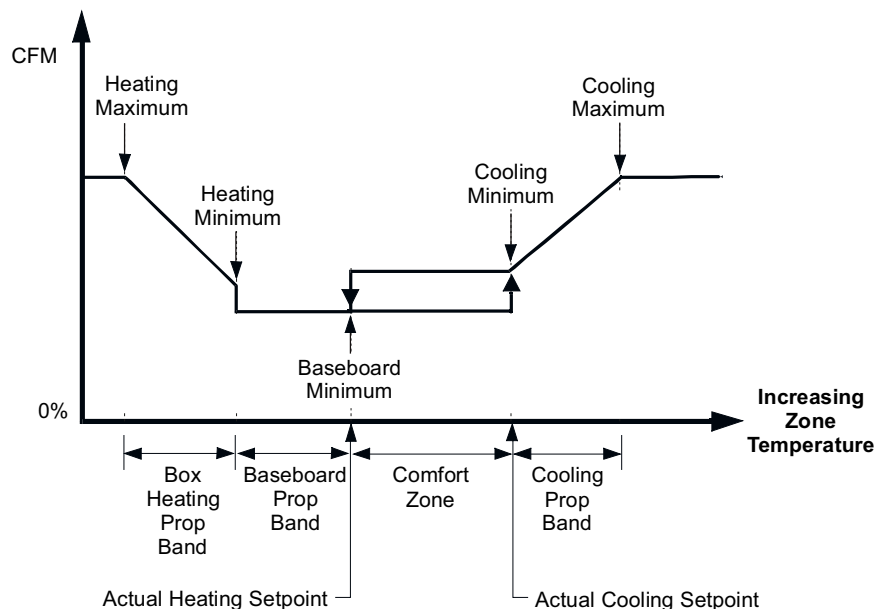 CFM
Heating
Maximum
Cooling
Maximum
Heating
Minimum
Cooling
Minimum
Baseboard
Minimum
0%
Increasing
Zone
Temperature
Box
Heating
Prop
Band
Baseboard
Prop
Band
Comfort
Zone
Cooling
Prop
Band
Actual Heating Setpoint
Actual Cooling Setpoint